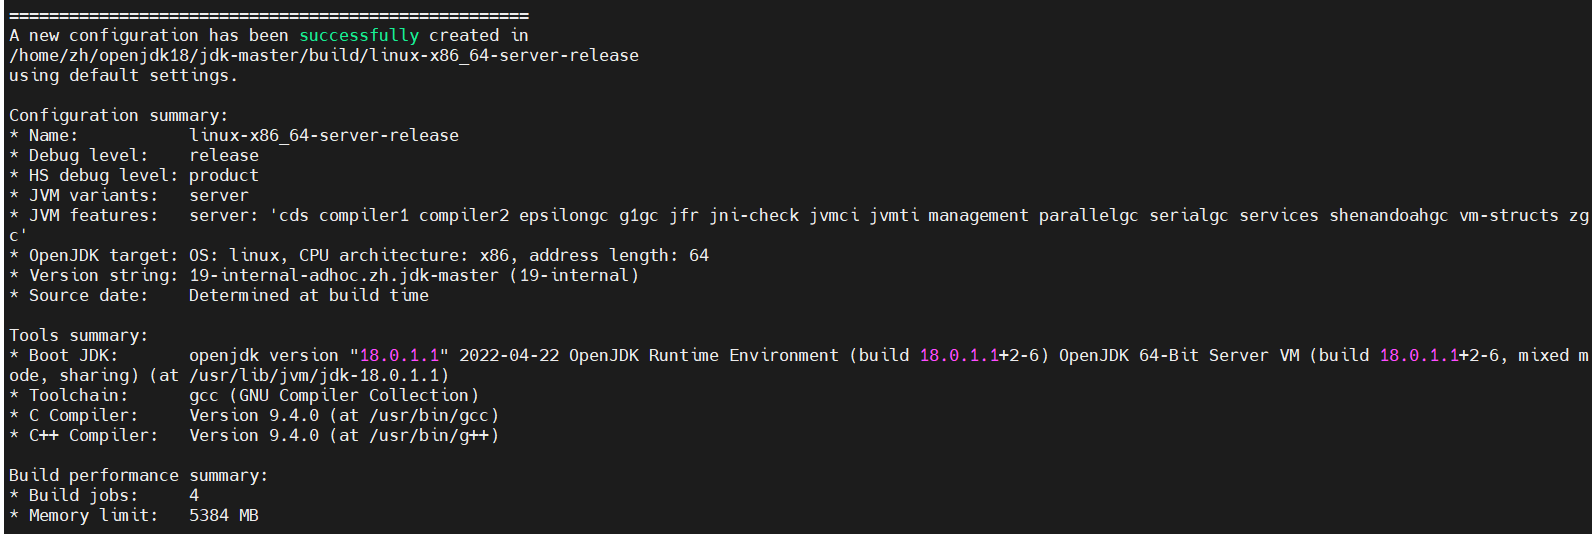 ====================================================
A new configuration has been successfully created in
/home/zh/openjdk18/jdk-master/build/linux-x86_64-server-release
using default settings.

Configuration summary:
* Name:           linux-x86_64-server-release
* Debug level:    release
* HS debug level: product
* JVM variants:   server
* JVM features:   server: 'cds compiler1 compiler2 epsilongc g1gc jfr jni-check jvmci jvmti management parallelgc serialgc services shenandoahgc vm-structs zg
c'
* OpenJDK target: OS: linux, CPU architecture: x86, address length: 64
* Version string: 19-internal-adhoc.zh.jdk-master (19-internal)
* Source date:    Determined at build time

Tools summary:
* Boot JDK:       openjdk version "18.0.1.1" 2022-04-22 OpenJDK Runtime Environment (build 18.0.1.1+2-6) OpenJDK 64-Bit Server VM (build 18.0.1.1+2-6, mixed m
ode, sharing) (at /usr/lib/jvm/jdk-18.0.1.1)
* Toolchain:      gcc (GNU Compiler Collection)
* C Compiler:     Version 9.4.0 (at /usr/bin/gcc)
* C++ Compiler:   Version 9.4.0 (at /usr/bin/g++)

Build performance summary:
* Build jobs:     4
* Memory limit:   5384 MB